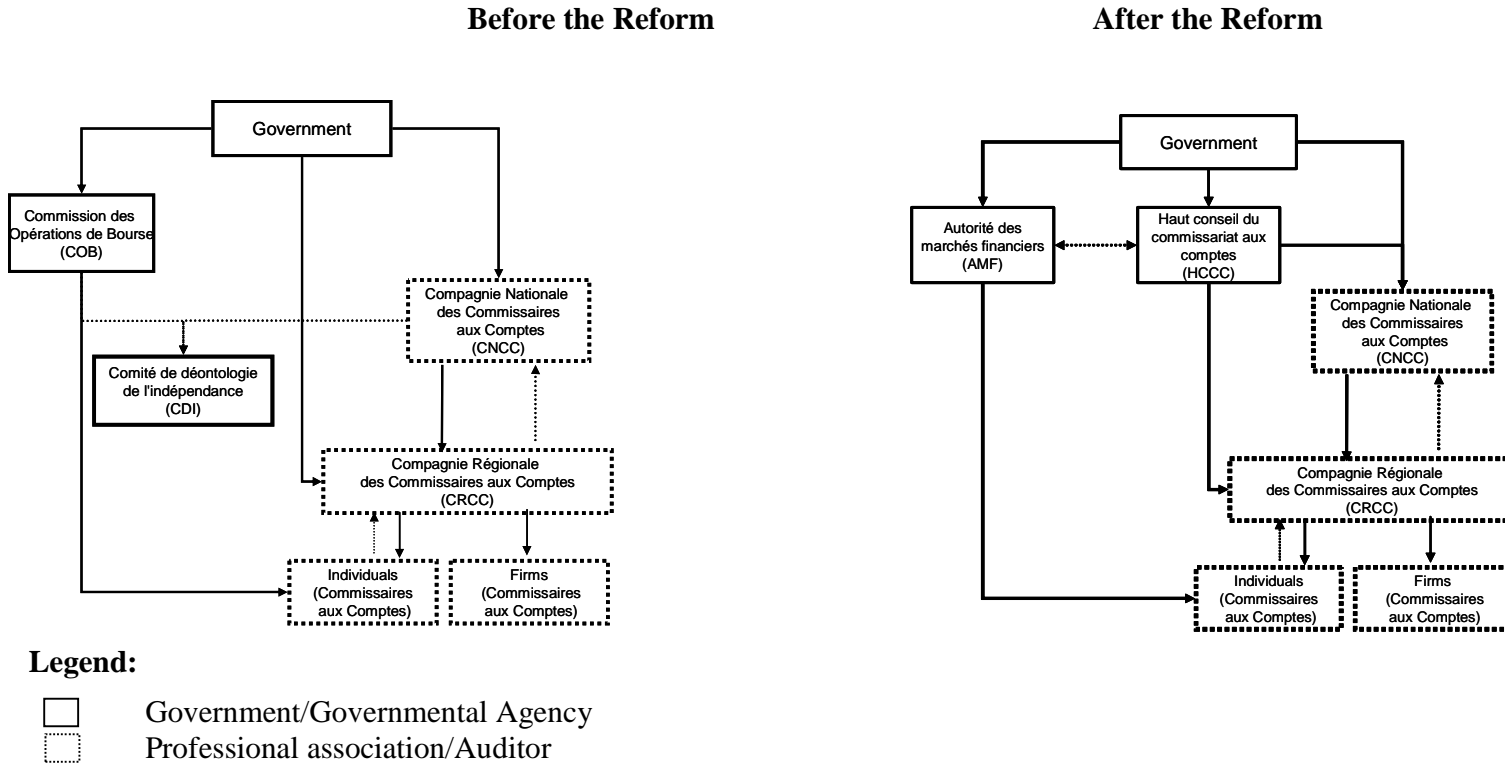 Before the Reform
Government
Commission des
Opérations de Bourse
(COB)
Compagnie Nationale
des Commissaires
aux Comptes
(CNCC)
Comité de déontologie
de l'indépendance
(CDI)
Compagnie Régionale
des Commissaires aux Comptes
(CRCC)
Individuals
(Commissaires
aux Comptes)
Firms
(Commissaires
aux Comptes)
After the Reform
Government
Autorité des
marchés financiers
(AMF)
Haut conseil du
commissariat aux
comptes
(HCCC)
Compagnie Nationale
des Commissaires
aux Comptes
(CNCC)
Compagnie Régionale
des Commissaires aux Comptes
(CRCC)
Individuals
(Commissaires
aux Comptes)
Firms
(Commissaires
aux Comptes)
Legend:
Government/Governmental Agency
Professional association/Auditor